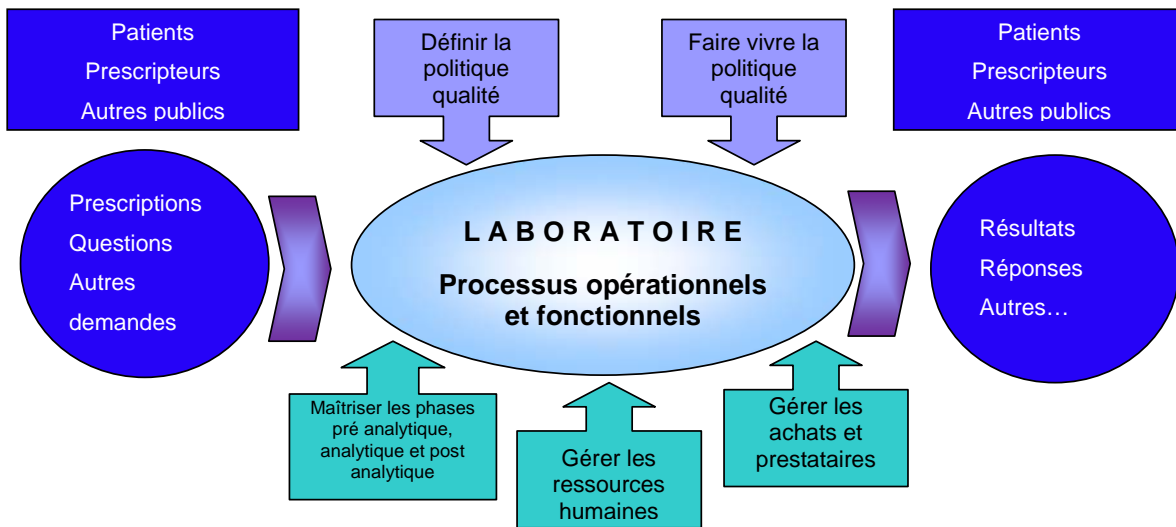 Patients
Prescripteurs
Autres publics
Définir la
politique
qualité
Faire vivre la
politique
qualité
Patients
Prescripteurs
Autres publics
Prescriptions
Questions
Autres
demandes
LABORATOIRE
Processus opérationnels
et fonctionnels
Résultats
Réponses
Autres…
Maîtriser les phases
pré analytique,
analytique et post
analytique
Gérer les
ressources
humaines
Gérer les
achats et
prestataires